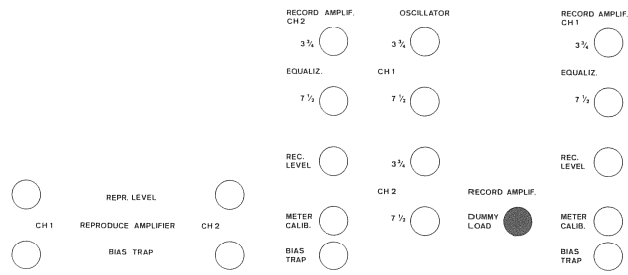 RECORD AMPLIF.
CH 2
3 ¾
EQUALIZ.
7 ½
REC.
LEVEL
METER
CALIB.
BIAS
TRAP
OSCILLATOR
3 ¾
CH 1
7 ½
3 ¾
CH 2
7 ½
RECORD AMPLIF.
DUMMY
LOAD
RECORD AMPLIF.
CH 1
3 ¾
EQUALIZ.
7 ½
REC.
LEVEL
METER
CALIB.
BIAS
TRAP
REPR. LEVEL
CH 1 REPRODUCE AMPLIFIER CH 2
BIAS TRAP